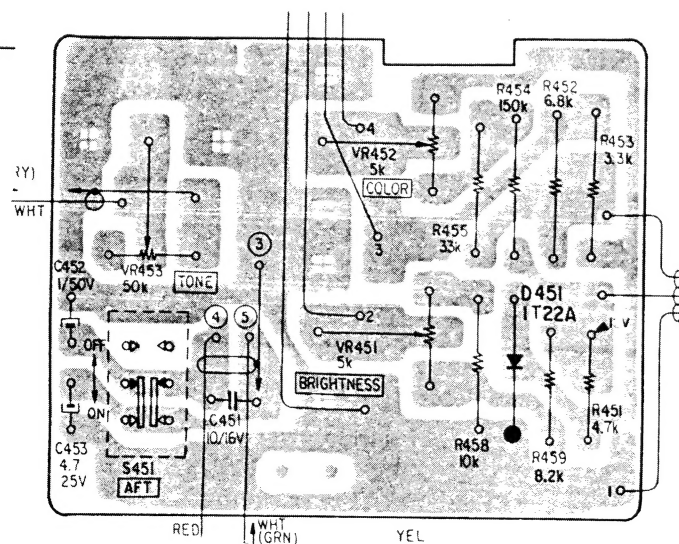 R454
150k
R452
6.8k
R453
3.3k
4
VR452
5k
COLOR
RY)
WHT
R455
33k
3
3
C452
1/50V
VR453
50k
TONE
D451
1T22A
4
5
2
VR451
5k
OFF
BRIGHTNESS
ON
C451
10/16V
R451
4.7k
C453
4.7
25V
S451
AFT
R458
10k
R459
8.2k
1
RED
WHT
(GRN)
YEL